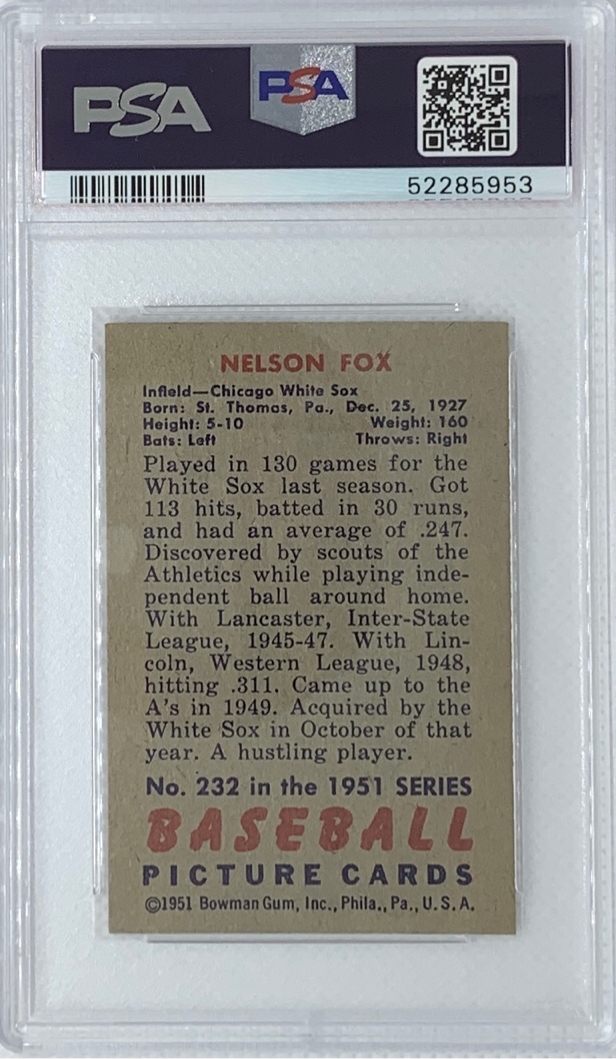 PSA PSA
52285953
NELSON FOX
Infield—Chicago White Sox
Born: St. Thomas, Pa., Dec. 25, 1927
Height: 5-10 Weight: 160
Bats: Left Throws: Right
Played in 130 games for the
White Sox last season. Got
113 hits, batted in 30 runs,
and had an average of .247.
Discovered by scouts of the
Athletics while playing inde-
pendent ball around home.
With Lancaster, Inter-State
League, 1945-47. With Lin-
coln, Western League, 1948,
hitting .311. Came up to the
A's in 1949. Acquired by the
White Sox in October of that
year. A hustling player.
No. 232 in the 1951 SERIES
BASEBALL
PICTURE CARDS
©1951 Bowman Gum, Inc., Phila., Pa., U.S.A.